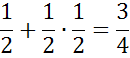 1/2 + 1/2 · 1/2 = 3/4